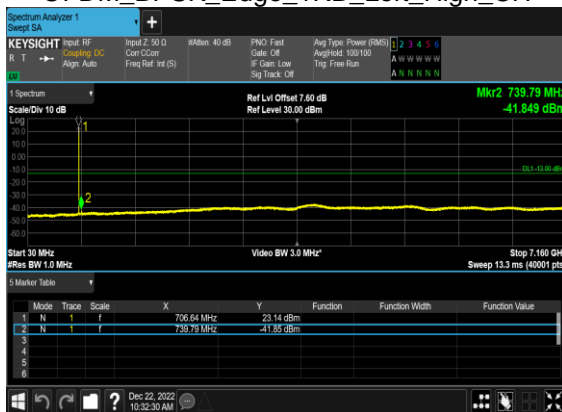 Spectrum Analyzer 1
Swept SA
+
KEYSIGHT Input: RF Input Z: 50 Ω #Atten: 40 dB PNO: Fast Avg Type: Power (RMS) 1 2 3 4 5 6
R T Coupling: DC Corr CCorr Gate: Off Avg|Hold: 100/100 A W W W W W
Align: Auto Freq Ref: Int (S) IF Gain: Low Trig: Free Run A N N N N N
LU Sig Track: Off
1 Spectrum Ref Lvl Offset 7.60 dB Mkr2 739.79 MHz
Scale/Div 10 dB Ref Level 30.00 dBm -41.849 dBm
Log
20.0 1
10.0
0.00
-10.0 DL1 -13.00 dBm
-20.0
-30.0 2
-40.0
-50.0
-60.0
Start 30 MHz Video BW 3.0 MHz* Stop 7.160 GH
#Res BW 1.0 MHz Sweep 13.3 ms (40001 pts
5 Marker Table
Mode Trace Scale X Y Function Function Width Function Value
1 N 1 f 706.64 MHz 23.14 dBm
2 N 1 f 739.79 MHz -41.85 dBm
3
4
5
6
? Dec 22, 2022
10:32:30 AM